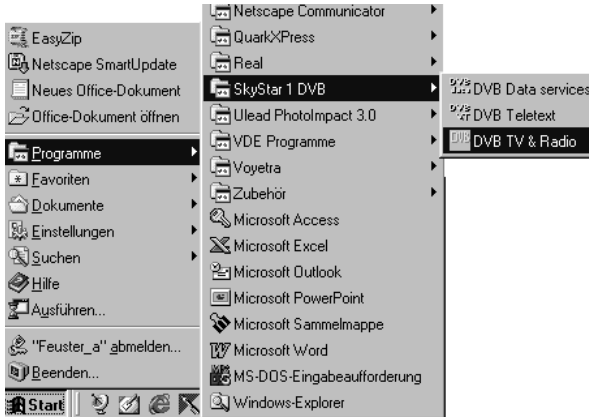 EasyZip
Netscape SmartUpdate
Neues Office-Dokument
Office-Dokument öffnen
Programme
Favoriten
Dokumente
Einstellungen
Suchen
Hilfe
Ausführen...
"Feuster_a" abmelden...
Beenden...
Start
Netscape Communicator
QuarkXPress
Real
SkyStar 1 DVB
Ulead PhotoImpact 3.0
VDE Programme
Voyetra
Zubehör
Microsoft Access
Microsoft Excel
Microsoft Outlook
Microsoft PowerPoint
Microsoft Sammelmappe
Microsoft Word
MS-DOS-Eingabeaufforderung
Windows-Explorer
DVB Data services
DVB Teletext
DVB TV & Radio